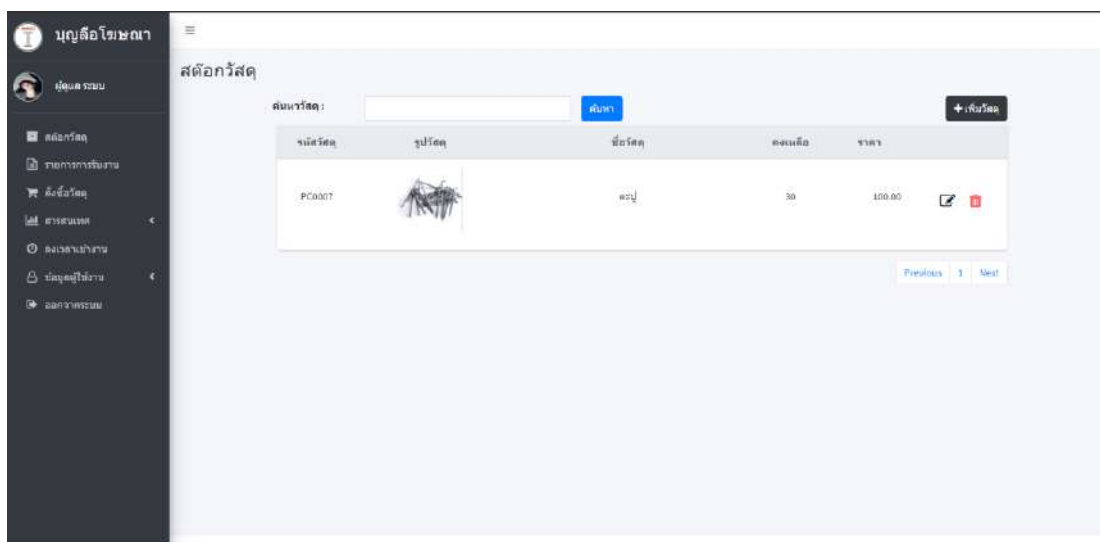 บุญลือโฆษณา
ผู้ดูแล ระบบ
สต๊อกวัสดุ
รายการการรับงาน
สั่งซื้อวัสดุ
สารสนเทศ
ลงเวลาเข้างาน
ข้อมูลผู้ใช้งาน
ออกจากระบบ
สต๊อกวัสดุ
ค้นหาวัสดุ :
ค้นหา
เพิ่มวัสดุ
รหัสวัสดุ รูปวัสดุ ชื่อวัสดุ คงเหลือ ราคา
PC0007 ตะปู 30 100.00
Previous 1 Next